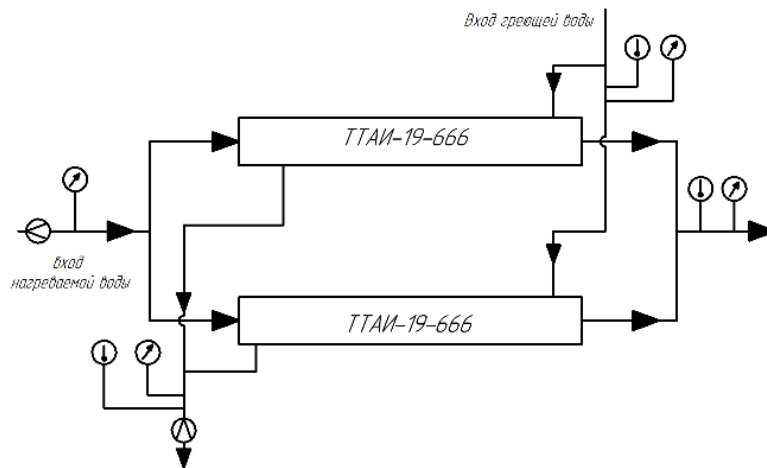 Вход греющей воды
ТТАИ-19-666
вход
нагреваемой воды
ТТАИ-19-666